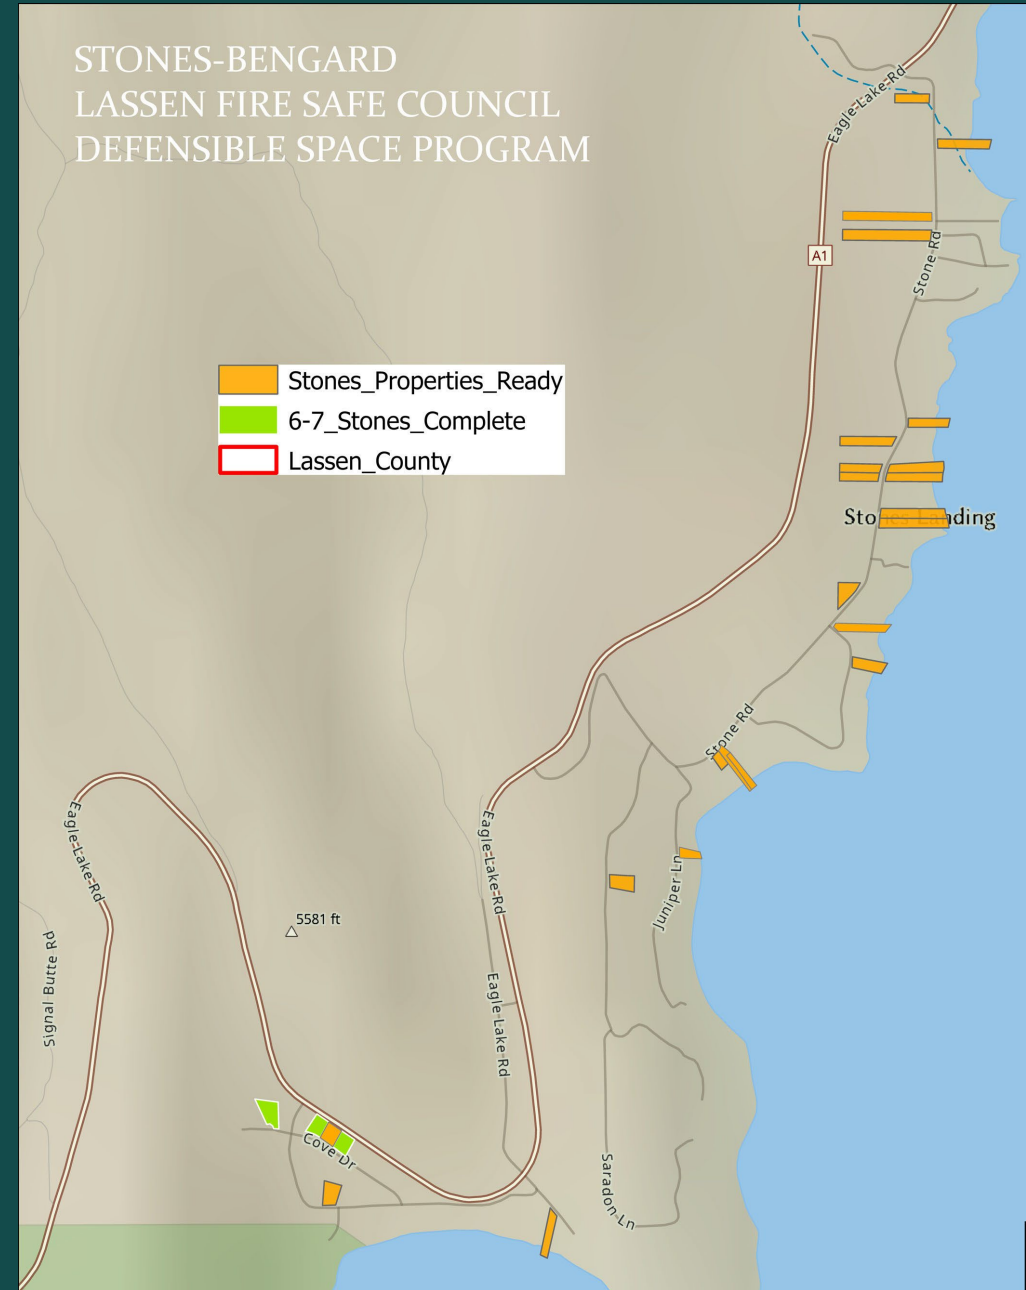 STONES-BENGARD
LASSEN FIRE SAFE COUNCIL
DEFENSIBLE SPACE PROGRAM
Eagle Lake Rd
Stone Rd
A1
Stones_Properties_Ready
6-7_Stones_Complete
Lassen_County
Stones Landing
Stone Rd
Eagle Lake Rd
Eagle Lake Rd
Juniper Ln
5581 ft
Signal Butte Rd
Eagle Lake Rd
Cove Dr
Saradon Ln